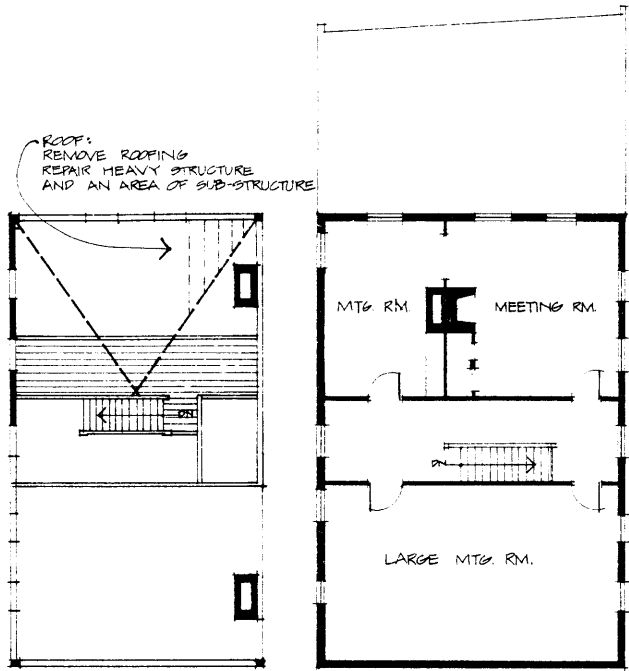 ROOF:
REMOVE ROOFING
REPAIR HEAVY STRUCTURE
AND AN AREA OF SUB-STRUCTURE
DN
MTG. RM.
MEETING RM.
DN
LARGE MTG. RM.